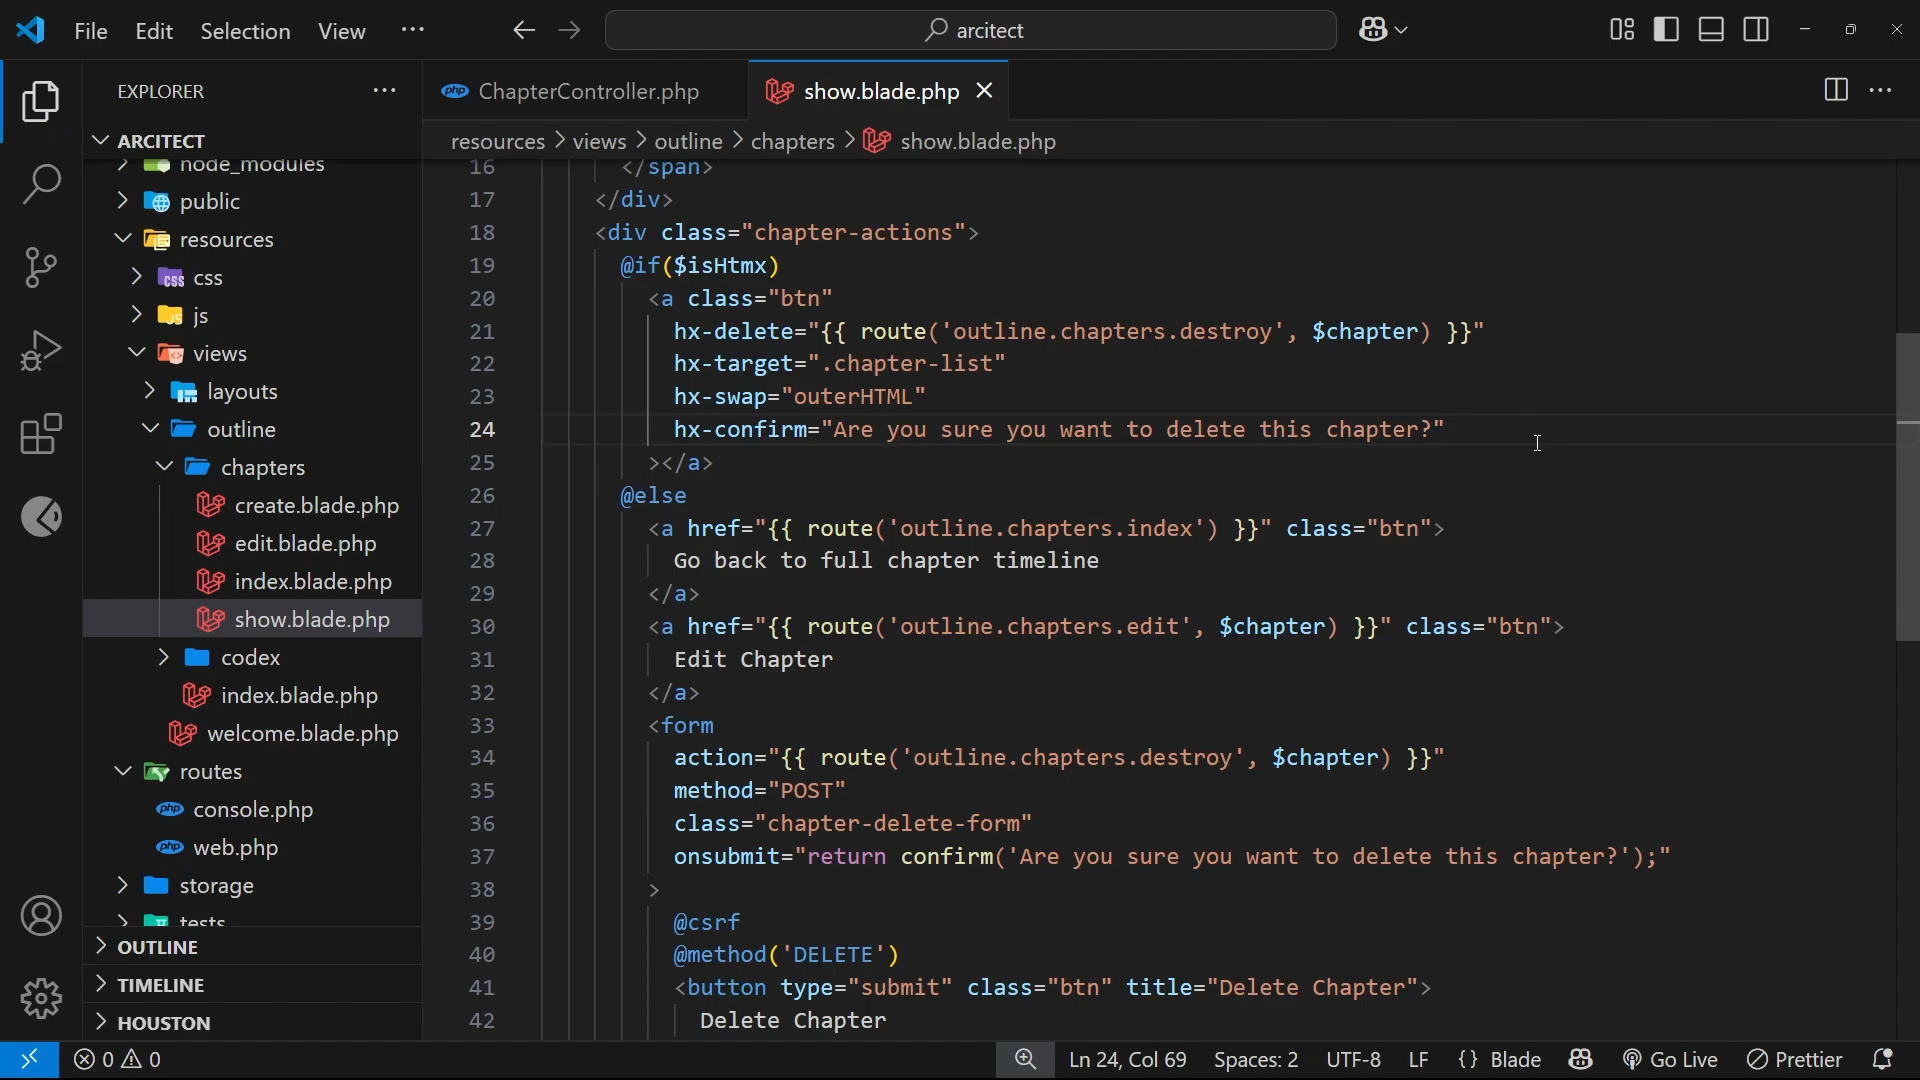 File Edit Selection View ··· arcitect
EXPLORER ···
ARCITECT
node_modules
public
resources
css
js
views
layouts
outline
chapters
create.blade.php
edit.blade.php
index.blade.php
show.blade.php
codex
index.blade.php
welcome.blade.php
routes
console.php
web.php
storage
tests
OUTLINE
TIMELINE
HOUSTON
php ChapterController.php show.blade.php
resources > views > outline > chapters > show.blade.php
16 </span>
17 </div>
18 <div class="chapter-actions">
19 @if($isHtmx)
20 <a class="btn"
21 hx-delete="{{ route('outline.chapters.destroy', $chapter) }}"
22 hx-target=".chapter-list"
23 hx-swap="outerHTML"
24 hx-confirm="Are you sure you want to delete this chapter?"
25 ></a>
26 @else
27 <a href="{{ route('outline.chapters.index') }}" class="btn">
28 Go back to full chapter timeline
29 </a>
30 <a href="{{ route('outline.chapters.edit', $chapter) }}" class="btn">
31 Edit Chapter
32 </a>
33 <form
34 action="{{ route('outline.chapters.destroy', $chapter) }}"
35 method="POST"
36 class="chapter-delete-form"
37 onsubmit="return confirm('Are you sure you want to delete this chapter?');"
38 >
39 @csrf
40 @method('DELETE')
41 <button type="submit" class="btn" title="Delete Chapter">
42 Delete Chapter
0 0 Ln 24, Col 69 Spaces: 2 UTF-8 LF {} Blade Go Live Prettier